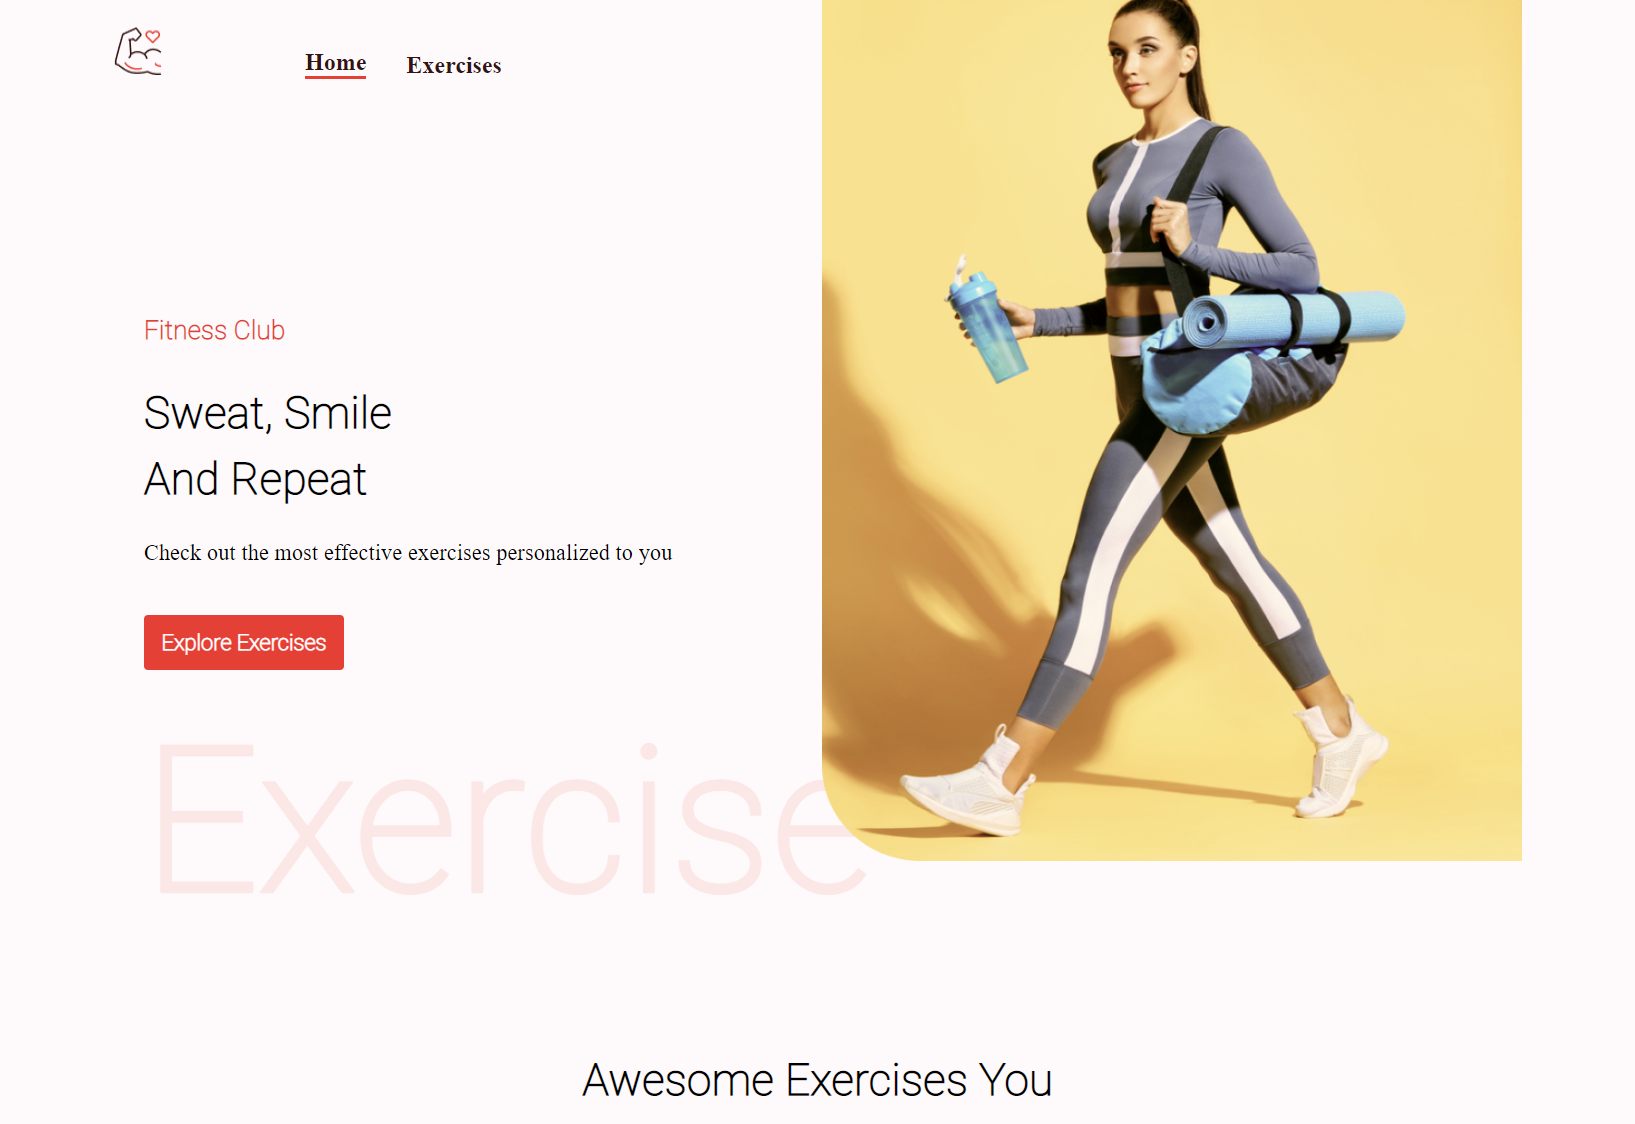 Home
Exercises
Fitness Club
Sweat, Smile
And Repeat
Check out the most effective exercises personalized to you
Explore Exercises
Exercise
Awesome Exercises You